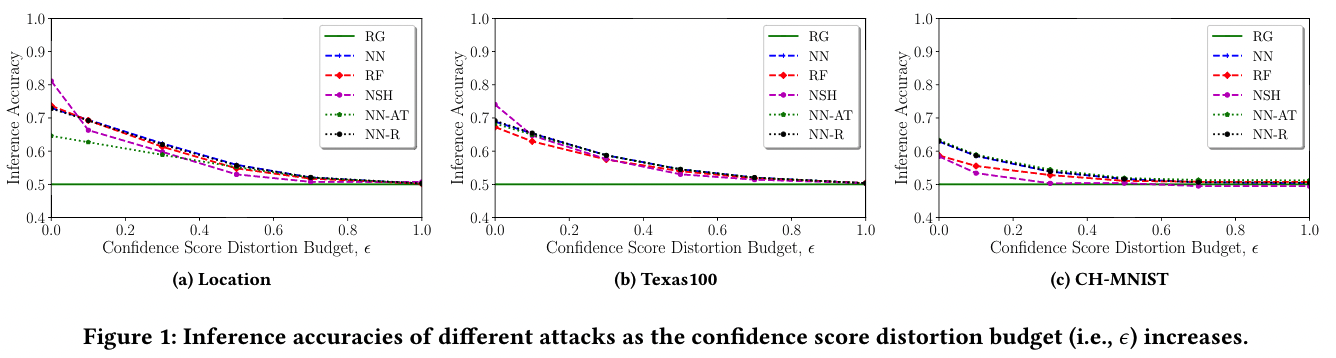 1.0
0.9
0.8
0.7
0.6
0.5
0.4
0.0 0.2 0.4 0.6 0.8 1.0
Inference Accuracy
Confidence Score Distortion Budget, ϵ
RG
NN
RF
NSH
NN-AT
NN-R
(a) Location
1.0
0.9
0.8
0.7
0.6
0.5
0.4
0.0 0.2 0.4 0.6 0.8 1.0
Inference Accuracy
Confidence Score Distortion Budget, ϵ
RG
NN
RF
NSH
NN-AT
NN-R
(b) Texas100
1.0
0.9
0.8
0.7
0.6
0.5
0.4
0.0 0.2 0.4 0.6 0.8 1.0
Inference Accuracy
Confidence Score Distortion Budget, ϵ
RG
NN
RF
NSH
NN-AT
NN-R
(c) CH-MNIST
Figure 1: Inference accuracies of different attacks as the confidence score distortion budget (i.e., ϵ) increases.